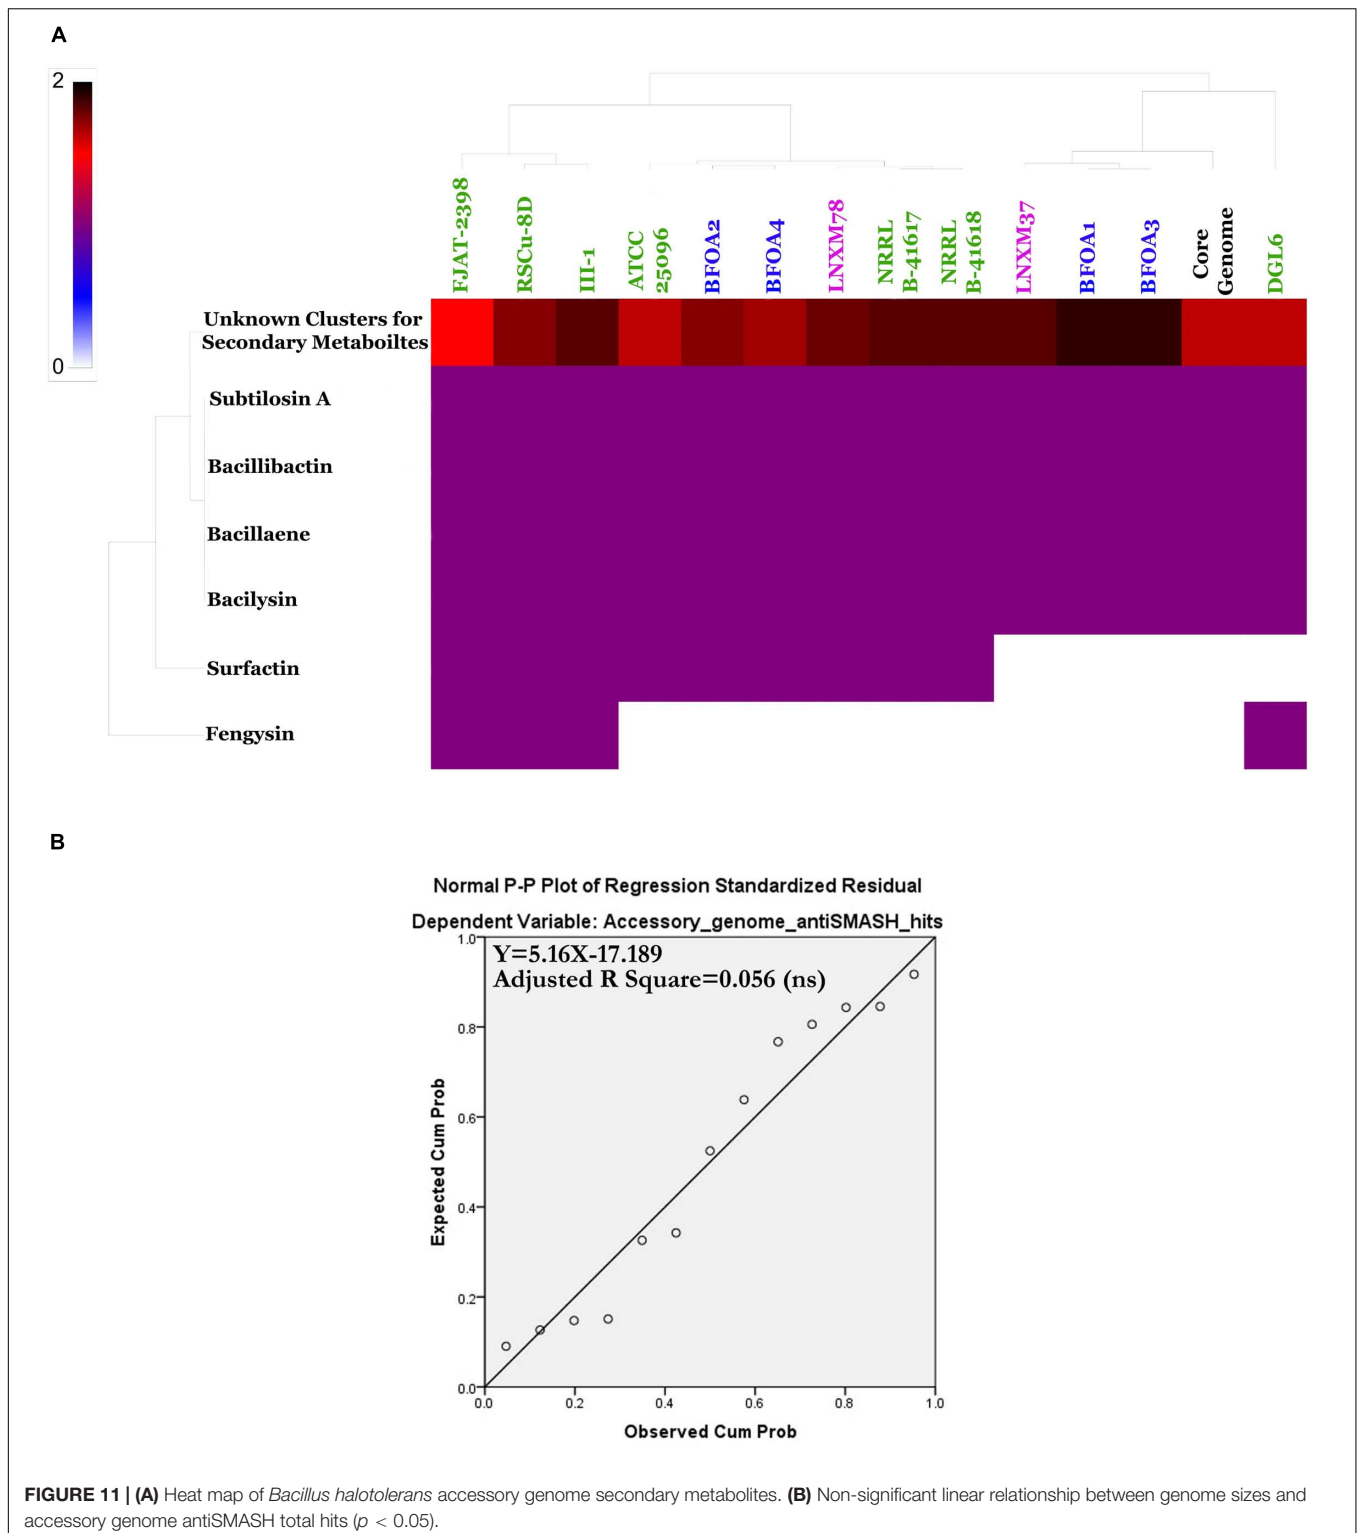 A
2
0
FJAT-2398
RSCu-8D
III-1
ATCC
25096
BFOA2
BFOA4
LNXM78
NRRL
B-41617
NRRL
B-41618
LNXM37
BFOA1
BFOA3
Core
Genome
DGL6
Unknown Clusters for
Secondary Metaboiltes
Subtilosin A
Bacillibactin
Bacillaene
Bacilysin
Surfactin
Fengysin
B
Normal P-P Plot of Regression Standardized Residual
Dependent Variable: Accessory_genome_antiSMASH_hits
Y=5.16X-17.189
Adjusted R Square=0.056 (ns)
Expected Cum Prob
1.0
0.8
0.6
0.4
0.2
0.0
0.0 0.2 0.4 0.6 0.8 1.0
Observed Cum Prob
FIGURE 11 | (A) Heat map of Bacillus halotolerans accessory genome secondary metabolites. (B) Non-significant linear relationship between genome sizes and
accessory genome antiSMASH total hits (p < 0.05).